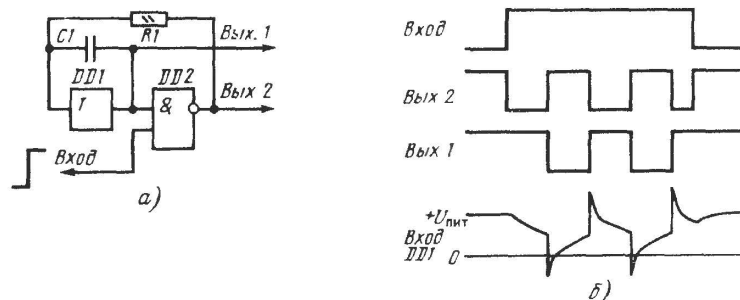 C1
R1
Вых. 1
DD1
DD2
Вых 2
1
&
Вход
а)
Вход
Вых 2
Вых 1
+Uпит
Вход
DD1 0
б)